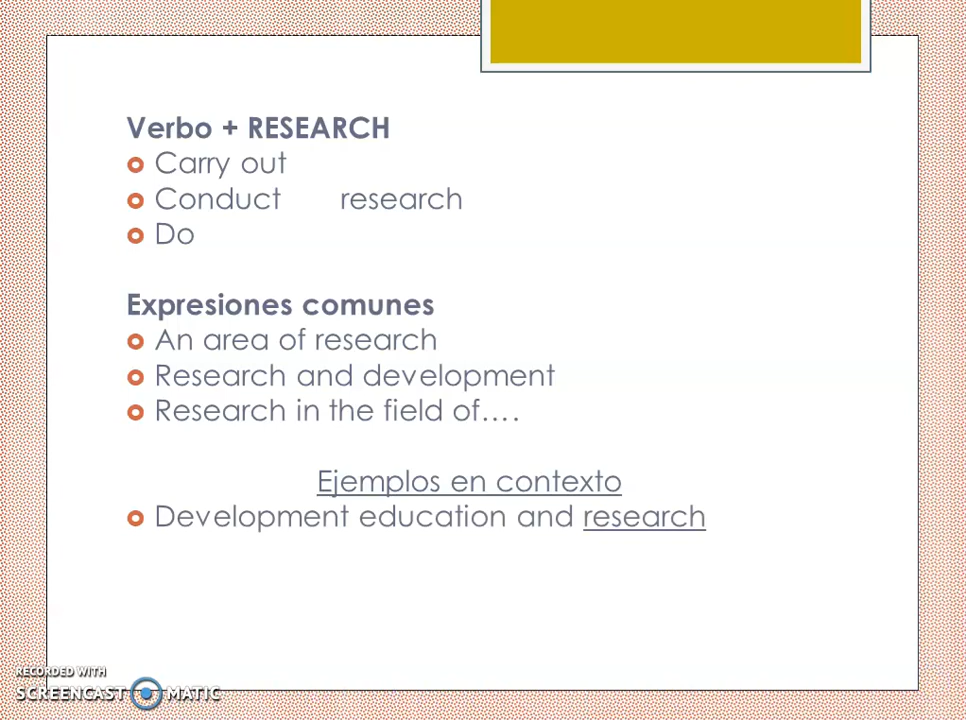 Verbo + RESEARCH
Carry out
Conduct research
Do
Expresiones comunes
An area of research
Research and development
Research in the field of....
Ejemplos en contexto
Development education and research
RECORDED WITH
SCREENCAST MATIC